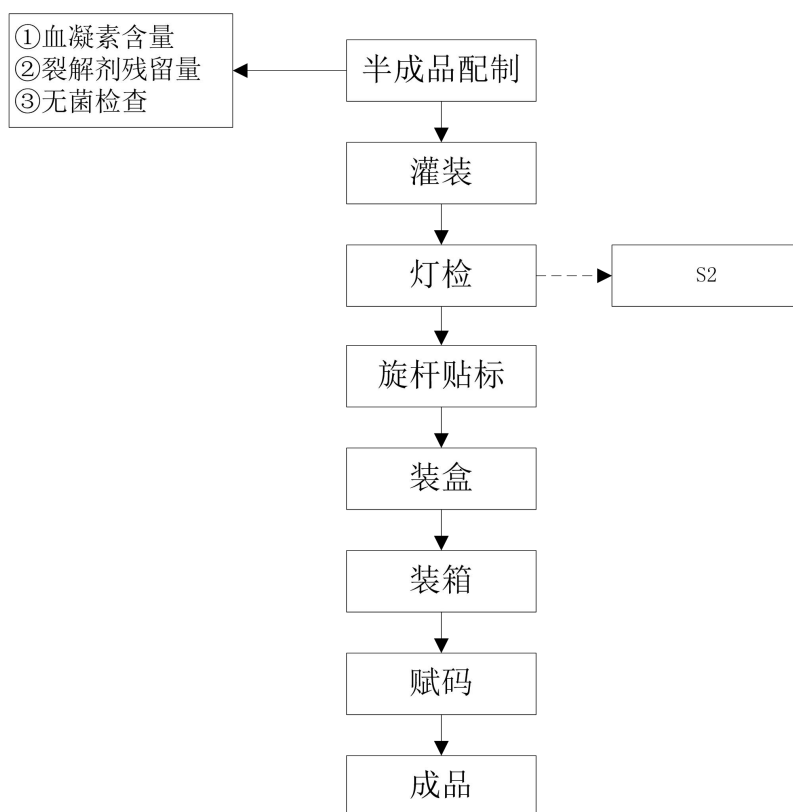 ①血凝素含量
②裂解剂残留量
③无菌检查
半成品配制
灌装
灯检
S2
旋杆贴标
装盒
装箱
赋码
成品